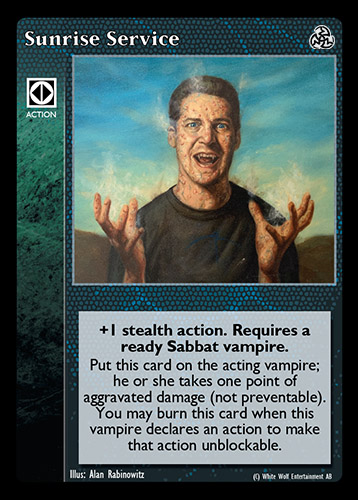 Sunrise Service
ACTION
+1 stealth action. Requires a
ready Sabbat vampire.
Put this card on the acting vampire;
he or she takes one point of
aggravated damage (not preventable).
You may burn this card when this
vampire declares an action to make
that action unblockable.
Illus: Alan Rabinowitz
(C) White Wolf Entertainment AB